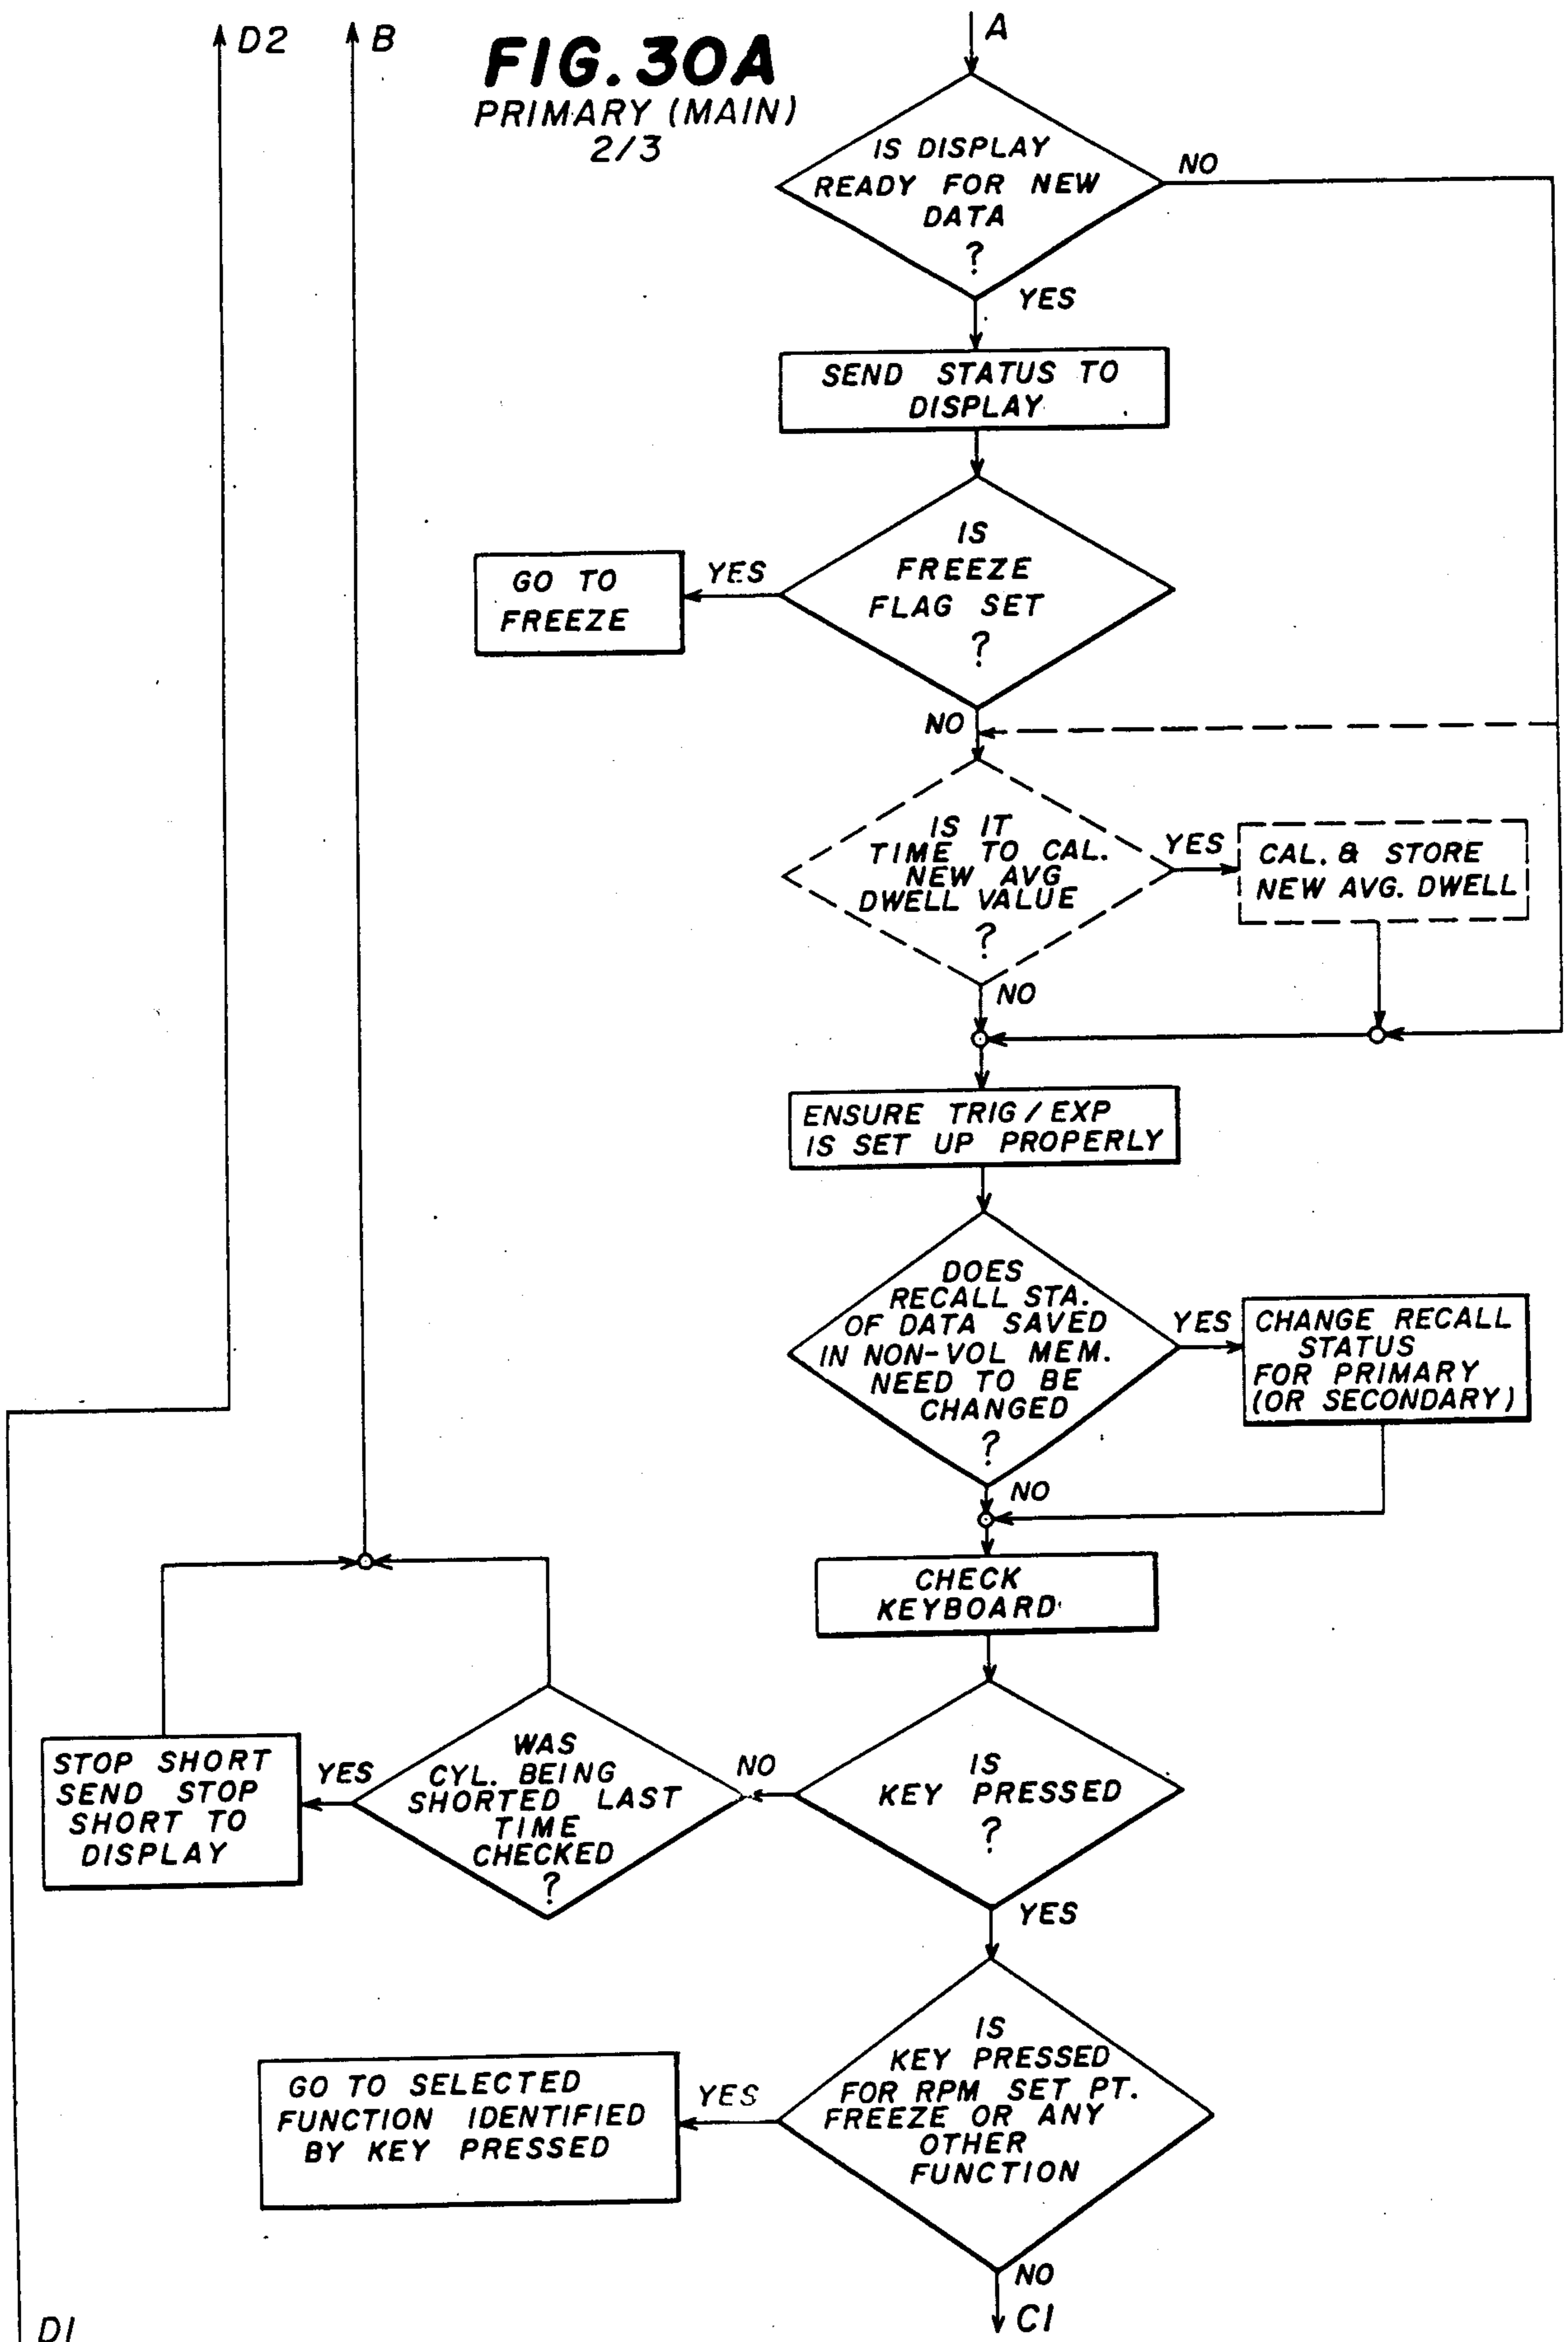 D2
B
FIG. 30A
PRIMARY (MAIN)
2/3
A
IS DISPLAY
READY FOR NEW
DATA
?
NO
YES
SEND STATUS TO
DISPLAY
IS
FREEZE
FLAG SET
?
YES
GO TO
FREEZE
NO
IS IT
TIME TO CAL.
NEW AVG
DWELL VALUE
?
YES
CAL. & STORE
NEW AVG. DWELL
NO
ENSURE TRIG / EXP
IS SET UP PROPERLY
DOES
RECALL STA.
OF DATA SAVED
IN NON-VOL MEM.
NEED TO BE
CHANGED
?
YES
CHANGE RECALL
STATUS
FOR PRIMARY
(OR SECONDARY)
NO
CHECK
KEYBOARD
IS
KEY PRESSED
?
NO
WAS
CYL. BEING
SHORTED LAST
TIME
CHECKED
?
YES
STOP SHORT
SEND STOP
SHORT TO
DISPLAY
YES
IS
KEY PRESSED
FOR RPM SET PT.
FREEZE OR ANY
OTHER
FUNCTION
YES
GO TO SELECTED
FUNCTION IDENTIFIED
BY KEY PRESSED
NO
C1
D1